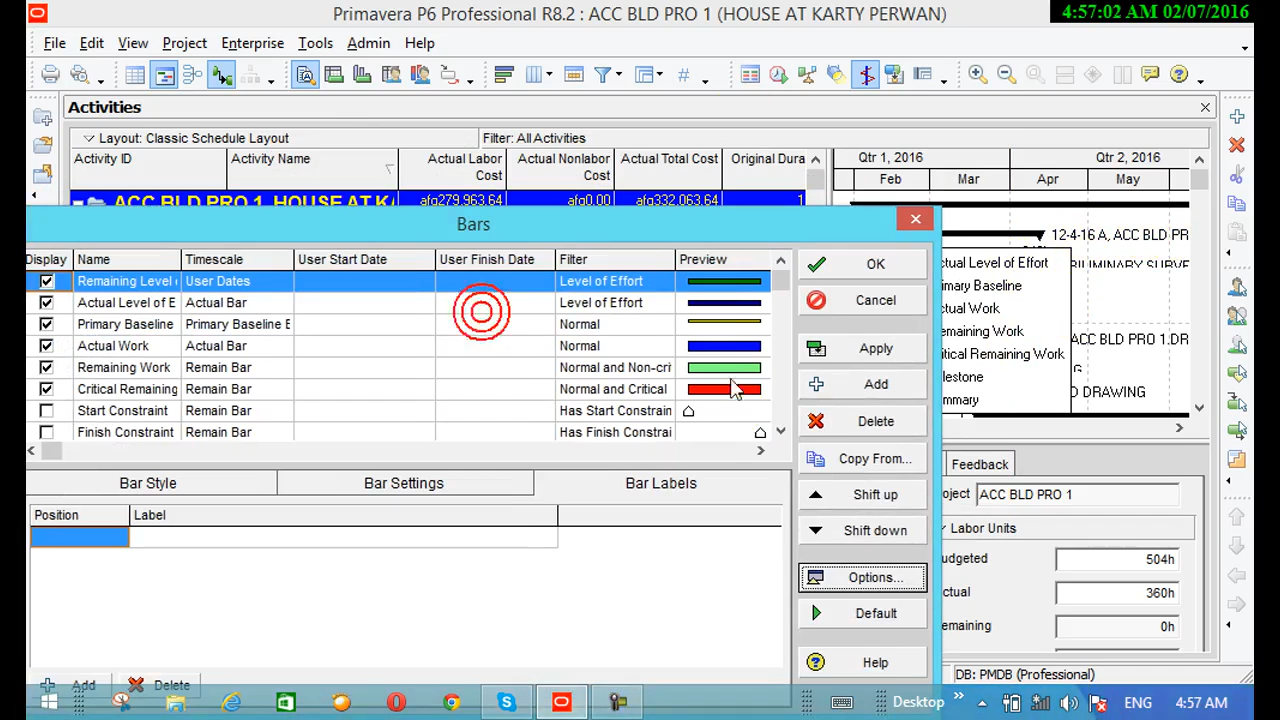 Primavera P6 Professional R8.2 : ACC BLD PRO 1 (HOUSE AT KARTY PERWAN)
4:57:02 AM 02/07/2016
File Edit View Project Enterprise Tools Admin Help
Activities
Layout: Classic Schedule Layout Filter: All Activities
Activity ID Activity Name Actual Labor Cost Actual Nonlabor Cost Actual Total Cost Original Dura
Qtr 1, 2016 Qtr 2, 2016
Feb Mar Apr May
ACC BLD PRO 1 HOUSE AT KA afg279,963.64 afg0.00 afg332,063.64 1
Bars
12-4-16 A, ACC BLD PR
Display Name Timescale User Start Date User Finish Date Filter Preview
Remaining Level User Dates Level of Effort
Actual Level of E Actual Bar Level of Effort
Primary Baseline Primary Baseline E Normal
Actual Work Actual Bar Normal
Remaining Work Remain Bar Normal and Non-cri
Critical Remaining Remain Bar Normal and Critical
Start Constraint Remain Bar Has Start Constrain
Finish Constraint Remain Bar Has Finish Constrai
OK
Cancel
Apply
Add
Delete
Copy From...
Shift up
Shift down
Options...
Default
Help
ctual Level of Effort
mary Baseline
ctual Work
emaining Work
itical Remaining Work
lestone
mmary
LIMINARY SURVE
ACC BLD PRO 1.DR
G
D DRAWING
Bar Style Bar Settings Bar Labels
Position Label
Add Delete
Feedback
oject ACC BLD PRO 1
Labor Units
udgeted 504h
ctual 360h
emaining 0h
DB: PMDB (Professional)
Desktop » ENG 4:57 AM